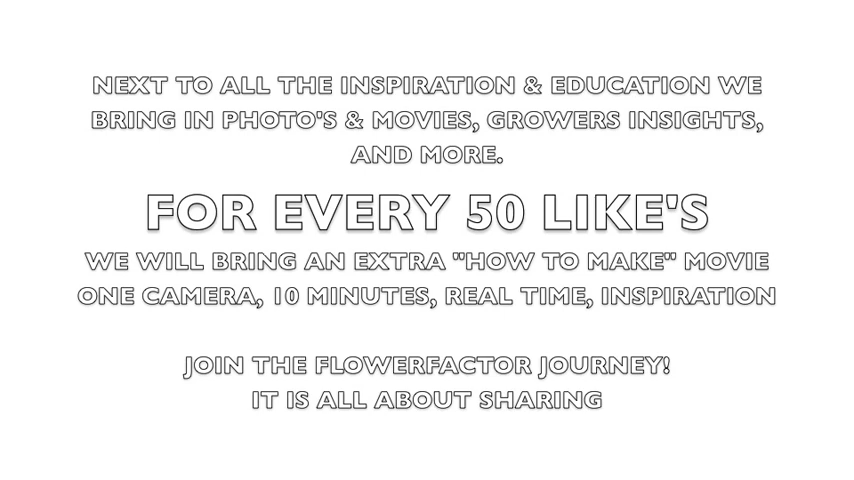 NEXT TO ALL THE INSPIRATION & EDUCATION WE
BRING IN PHOTO'S & MOVIES, GROWERS INSIGHTS,
AND MORE.
FOR EVERY 50 LIKE'S
WE WILL BRING AN EXTRA "HOW TO MAKE" MOVIE
ONE CAMERA, 10 MINUTES, REAL TIME, INSPIRATION
JOIN THE FLOWERFACTOR JOURNEY!
IT IS ALL ABOUT SHARING